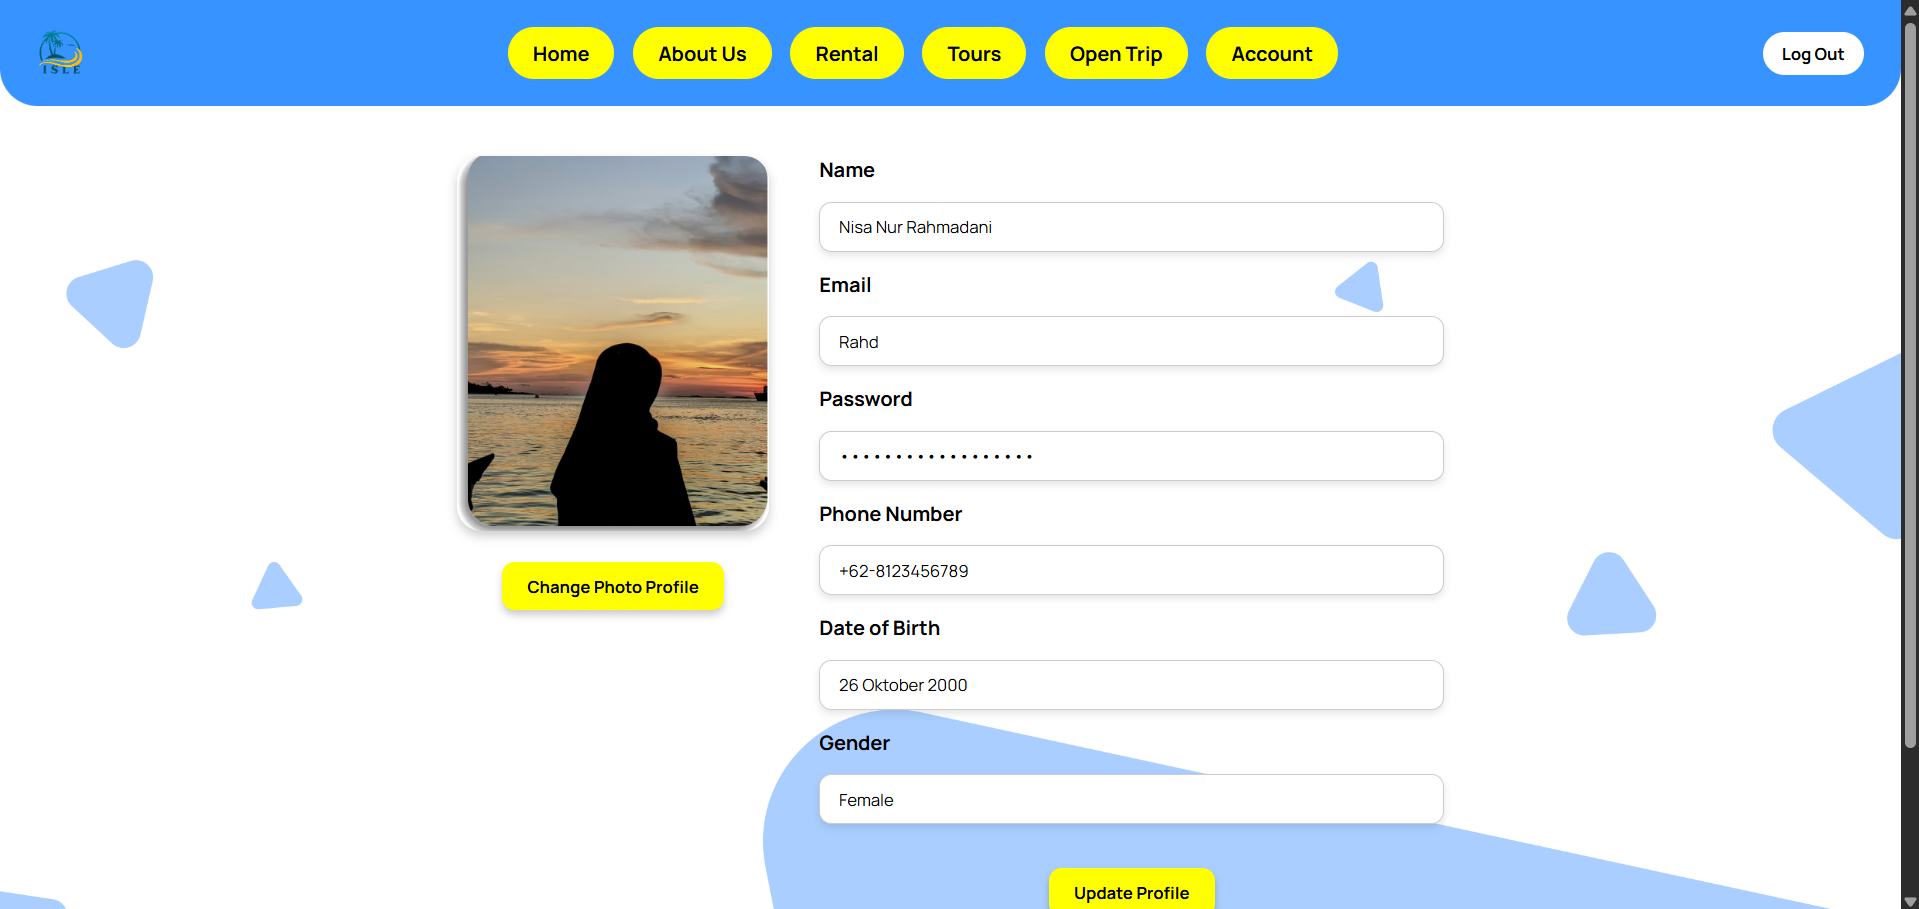 ISLE
Home
About Us
Rental
Tours
Open Trip
Account
Log Out
Change Photo Profile
Name
Nisa Nur Rahmadani
Email
Rahd
Password
••••••••••••••••••
Phone Number
+62-8123456789
Date of Birth
26 Oktober 2000
Gender
Female
Update Profile